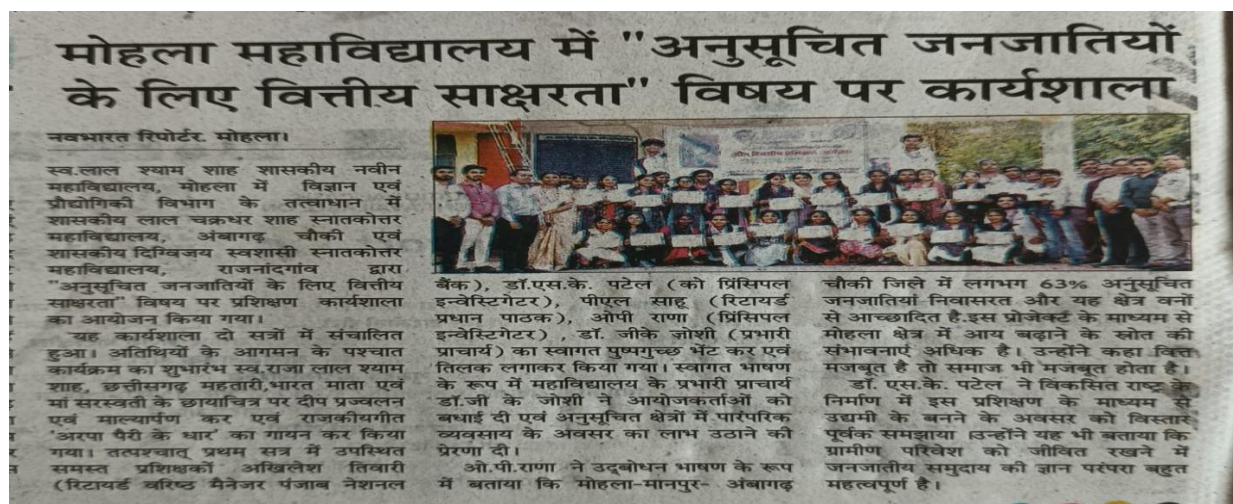 मोहला महाविद्यालय में "अनुसूचित जनजातियों
के लिए वित्तीय साक्षरता" विषय पर कार्यशाला
नवभारत रिपोर्टर. मोहला।
स्व.लाल श्याम शाह शासकीय नवीन
महाविद्यालय, मोहला में विज्ञान एवं
प्रौद्योगिकी विभाग के तत्वाधान में
शासकीय लाल चक्रधर शाह स्नातकोत्तर
महाविद्यालय, अंबागढ़ चौकी एवं
शासकीय दिग्विजय स्वशासी स्नातकोत्तर
महाविद्यालय, राजनांदगांव द्वारा
"अनुसूचित जनजातियों के लिए वित्तीय
साक्षरता" विषय पर प्रशिक्षण कार्यशाला
का आयोजन किया गया।
यह कार्यशाला दो सत्रों में संचालित
हुआ। अतिथियों के आगमन के पश्चात
कार्यक्रम का शुभारंभ स्व.राजा लाल श्याम
शाह, छत्तीसगढ़ महतारी,भारत माता एवं
मां सरस्वती के छायाचित्र पर दीप प्रज्वलन
एवं माल्यार्पण कर एवं राजकीयगीत
'अरपा पैरी के धार' का गायन कर किया
गया। तत्पश्चात् प्रथम सत्र में उपस्थित
समस्त प्रशिक्षकों अखिलेश तिवारी
(रिटायर्ड वरिष्ठ मैनेजर पंजाब नेशनल
बैंक), डॉ.एस.के. पटेल (को प्रिंसिपल
इन्वेस्टिगेटर), पीएल साहू (रिटायर्ड
प्रधान पाठक), ओपी राणा (प्रिंसिपल
इन्वेस्टिगेटर) , डॉ. जीके जोशी (प्रभारी
प्राचार्य) का स्वागत पुष्पगुच्छ भेंट कर एवं
तिलक लगाकर किया गया। स्वागत भाषण
के रूप में महाविद्यालय के प्रभारी प्राचार्य
डॉ.जी के जोशी ने आयोजकर्ताओं को
बधाई दी एवं अनुसूचित क्षेत्रों में पारंपरिक
व्यवसाय के अवसर का लाभ उठाने की
प्रेरणा दी।
ओ.पी.राणा ने उद्बोधन भाषण के रूप
में बताया कि मोहला-मानपुर- अंबागढ़
चौकी जिले में लगभग 63% अनुसूचित
जनजातियां निवासरत और यह क्षेत्र वनों
से आच्छादित है.इस प्रोजेक्ट के माध्यम से
मोहला क्षेत्र में आय बढ़ाने के स्रोत की
संभावनाएं अधिक है। उन्होंने कहा वित्त
मजबूत है तो समाज भी मजबूत होता है।
डॉ. एस.के. पटेल ने विकसित राष्ट्र के
निर्माण में इस प्रशिक्षण के माध्यम से
उद्यमी के बनने के अवसर को विस्तार
पूर्वक समझाया ।उन्होंने यह भी बताया कि
ग्रामीण परिवेश को जीवित रखने में
जनजातीय समुदाय की ज्ञान परंपरा बहुत
महत्वपूर्ण है।